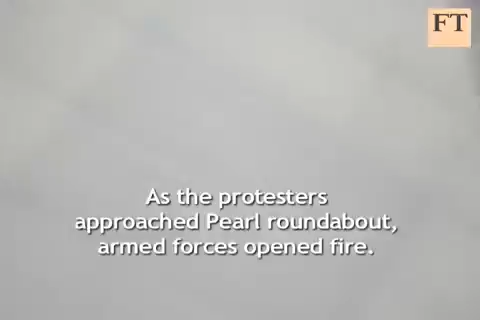 FT
As the protesters
approached Pearl roundabout,
armed forces opened fire.